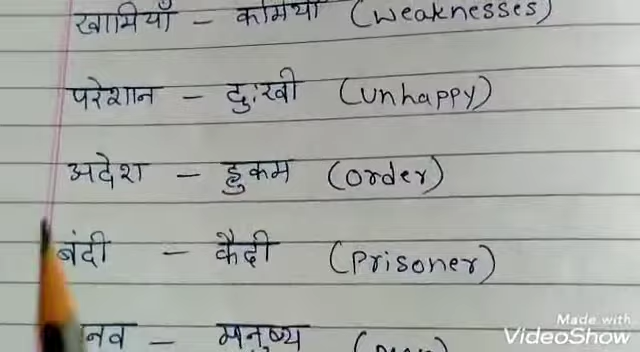 खामियाँ - कमियाँ (Weaknesses)
परेशान - दुःखी (Unhappy)
अदेश - हुकम (Order)
बंदी - कैदी (Prisoner)
मनुष्य
Made with
VideoShow